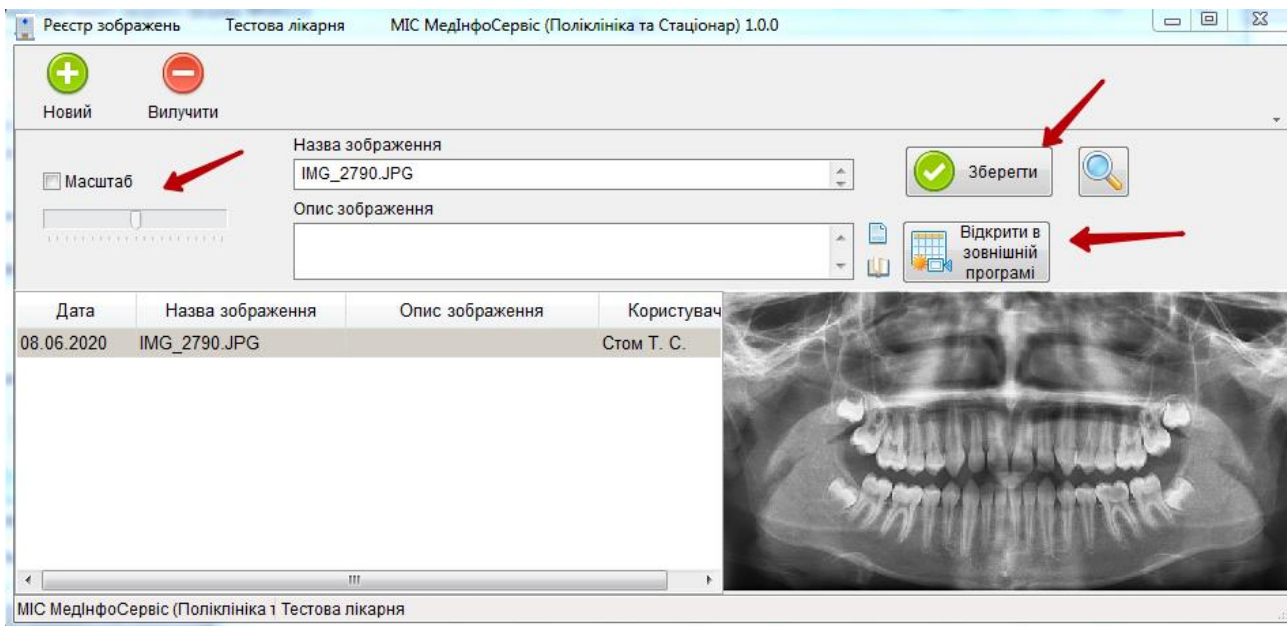 Реєстр зображень Тестова лікарня МІС МедІнфоСервіс (Поліклініка та Стаціонар) 1.0.0
Новий Вилучити
Масштаб
Назва зображення
IMG_2790.JPG
Опис зображення
Зберегти
Відкрити в
зовнішній
програмі
Дата Назва зображення Опис зображення Користувач
08.06.2020 IMG_2790.JPG Стом Т. С.
МІС МедІнфоСервіс (Поліклініка т Тестова лікарня